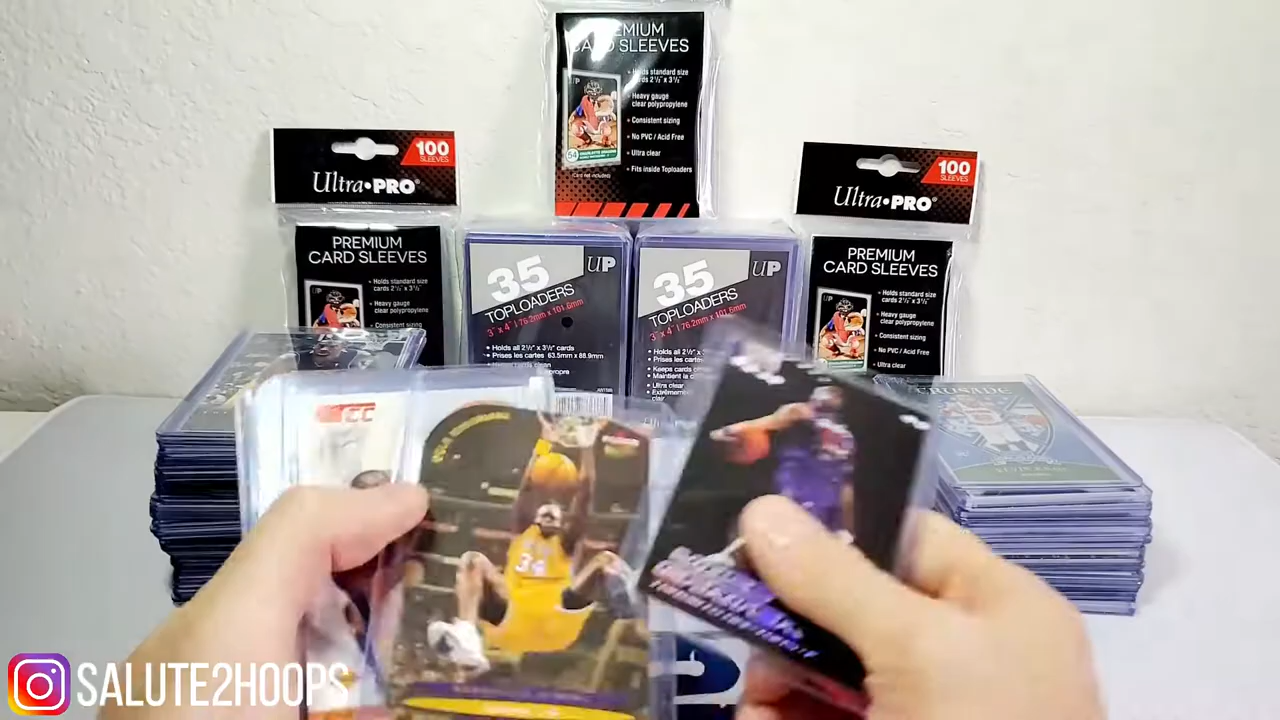 PREMIUM
CARD SLEEVES
• Holds standard size
cards 2½" x 3½"
• Heavy gauge
clear polypropylene
• Consistent sizing
• No PVC / Acid Free
• Ultra clear
• Fits inside Toploaders
UP
100
SLEEVES
Ultra•PRO
PREMIUM
CARD SLEEVES
• Holds standard size
cards 2½" x 3½"
• Heavy gauge
clear polypropylene
• Consistent sizing
35
UP
TOPLOADERS
3" x 4" | 76.2mm x 101.6mm
• Holds all 2½" x 3½" cards
• Prises les cartes 63.5mm x 88.9mm
35
UP
TOPLOADERS
3" x 4" | 76.2mm x 101.6mm
• Holds all 2½" x 3½"
• Prises les cartes
• Keeps cards
• Maintient la
• Ultra clear
100
SLEEVES
Ultra•PRO
PREMIUM
CARD SLEEVES
UP
• Holds standard size
cards 2½" x 3½"
• Heavy gauge
clear polypropylene
• Consistent sizing
• No PVC / Acid Free
• Ultra clear
CRUSADE
34
SALUTE2HOOPS